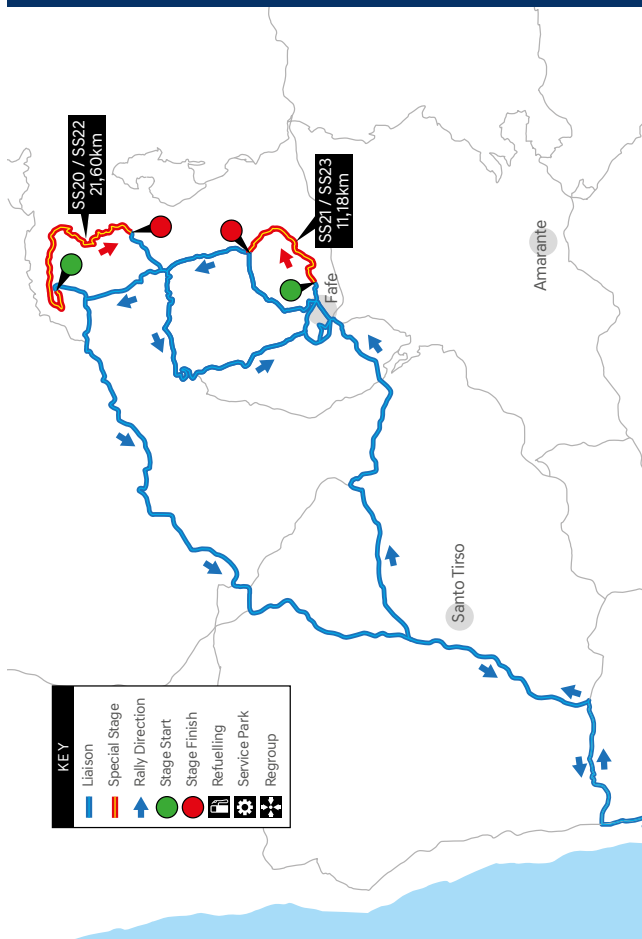 SS20 / SS22
21,60km
SS21 / SS23
11,18km
Fafe
Amarante
Santo Tirso
KEY
Liaison
Special Stage
Rally Direction
Stage Start
Stage Finish
Refuelling
Service Park
Regroup